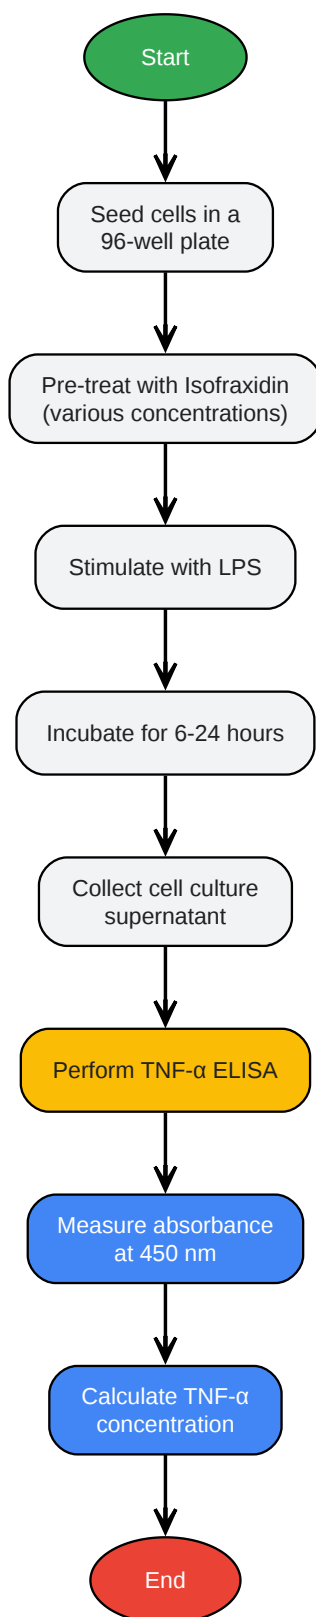 Start
Seed cells in a
96-well plate
Pre-treat with Isofraxidin
(various concentrations)
Stimulate with LPS
Incubate for 6-24 hours
Collect cell culture
supernatant
Perform TNF-α ELISA
Measure absorbance
at 450 nm
Calculate TNF-α
concentration
End